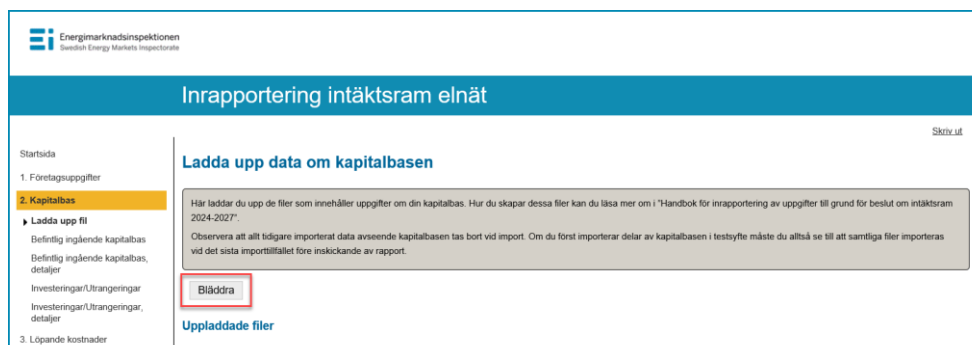 Energimarknadsinspektionen
Swedish Energy Markets Inspectorate
Inrapportering intäktsram elnät
Skriv ut
Startsida
1. Företagsuppgifter
2. Kapitalbas
Ladda upp fil
Befintlig ingående kapitalbas
Befintlig ingående kapitalbas,
detaljer
Investeringar/Utrangeringar
Investeringar/Utrangeringar,
detaljer
3. Löpande kostnader
Ladda upp data om kapitalbasen
Här laddar du upp de filer som innehåller uppgifter om din kapitalbas. Hur du skapar dessa filer kan du läsa mer om i "Handbok för inrapportering av uppgifter till grund för beslut om intäktsram
2024-2027".
Observera att allt tidigare importerat data avseende kapitalbasen tas bort vid import. Om du först importerar delar av kapitalbasen i testsyfte måste du alltså se till att samtliga filer importeras
vid det sista importtillfället före inskickande av rapport.
Bläddra
Uppladdade filer